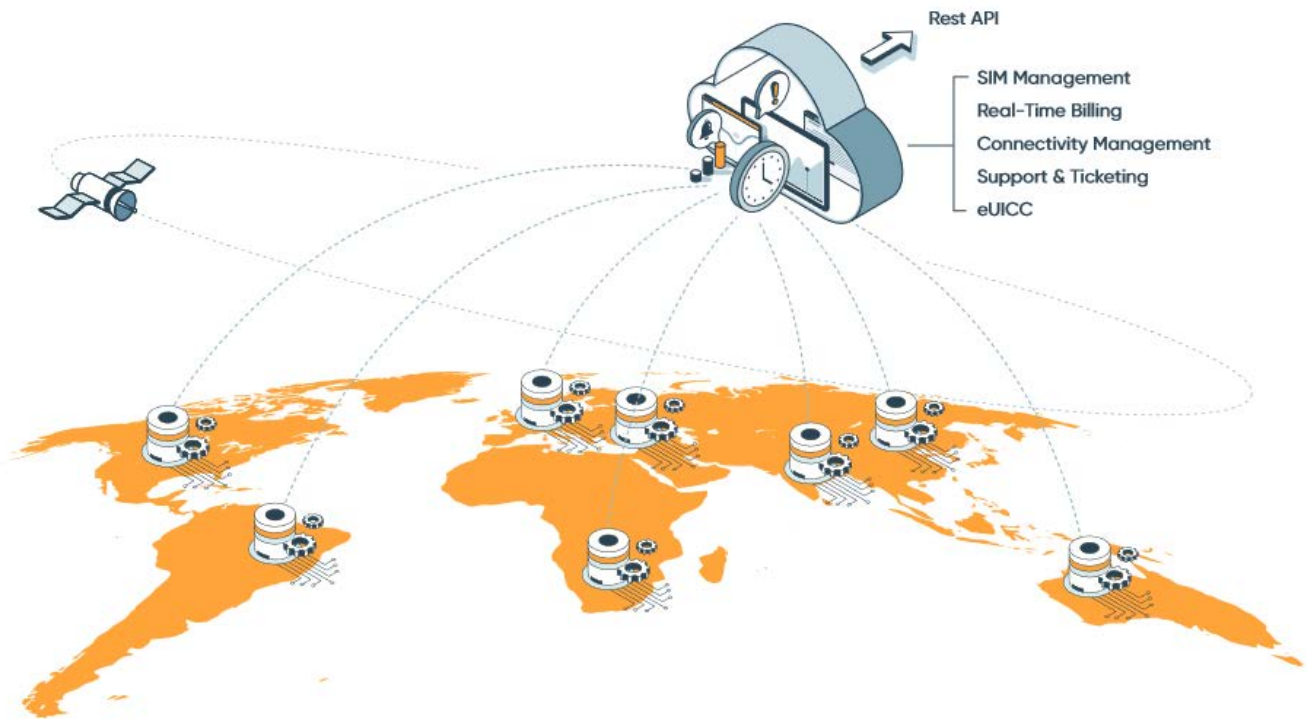 Rest API
SIM Management
Real-Time Billing
Connectivity Management
Support & Ticketing
eUICC